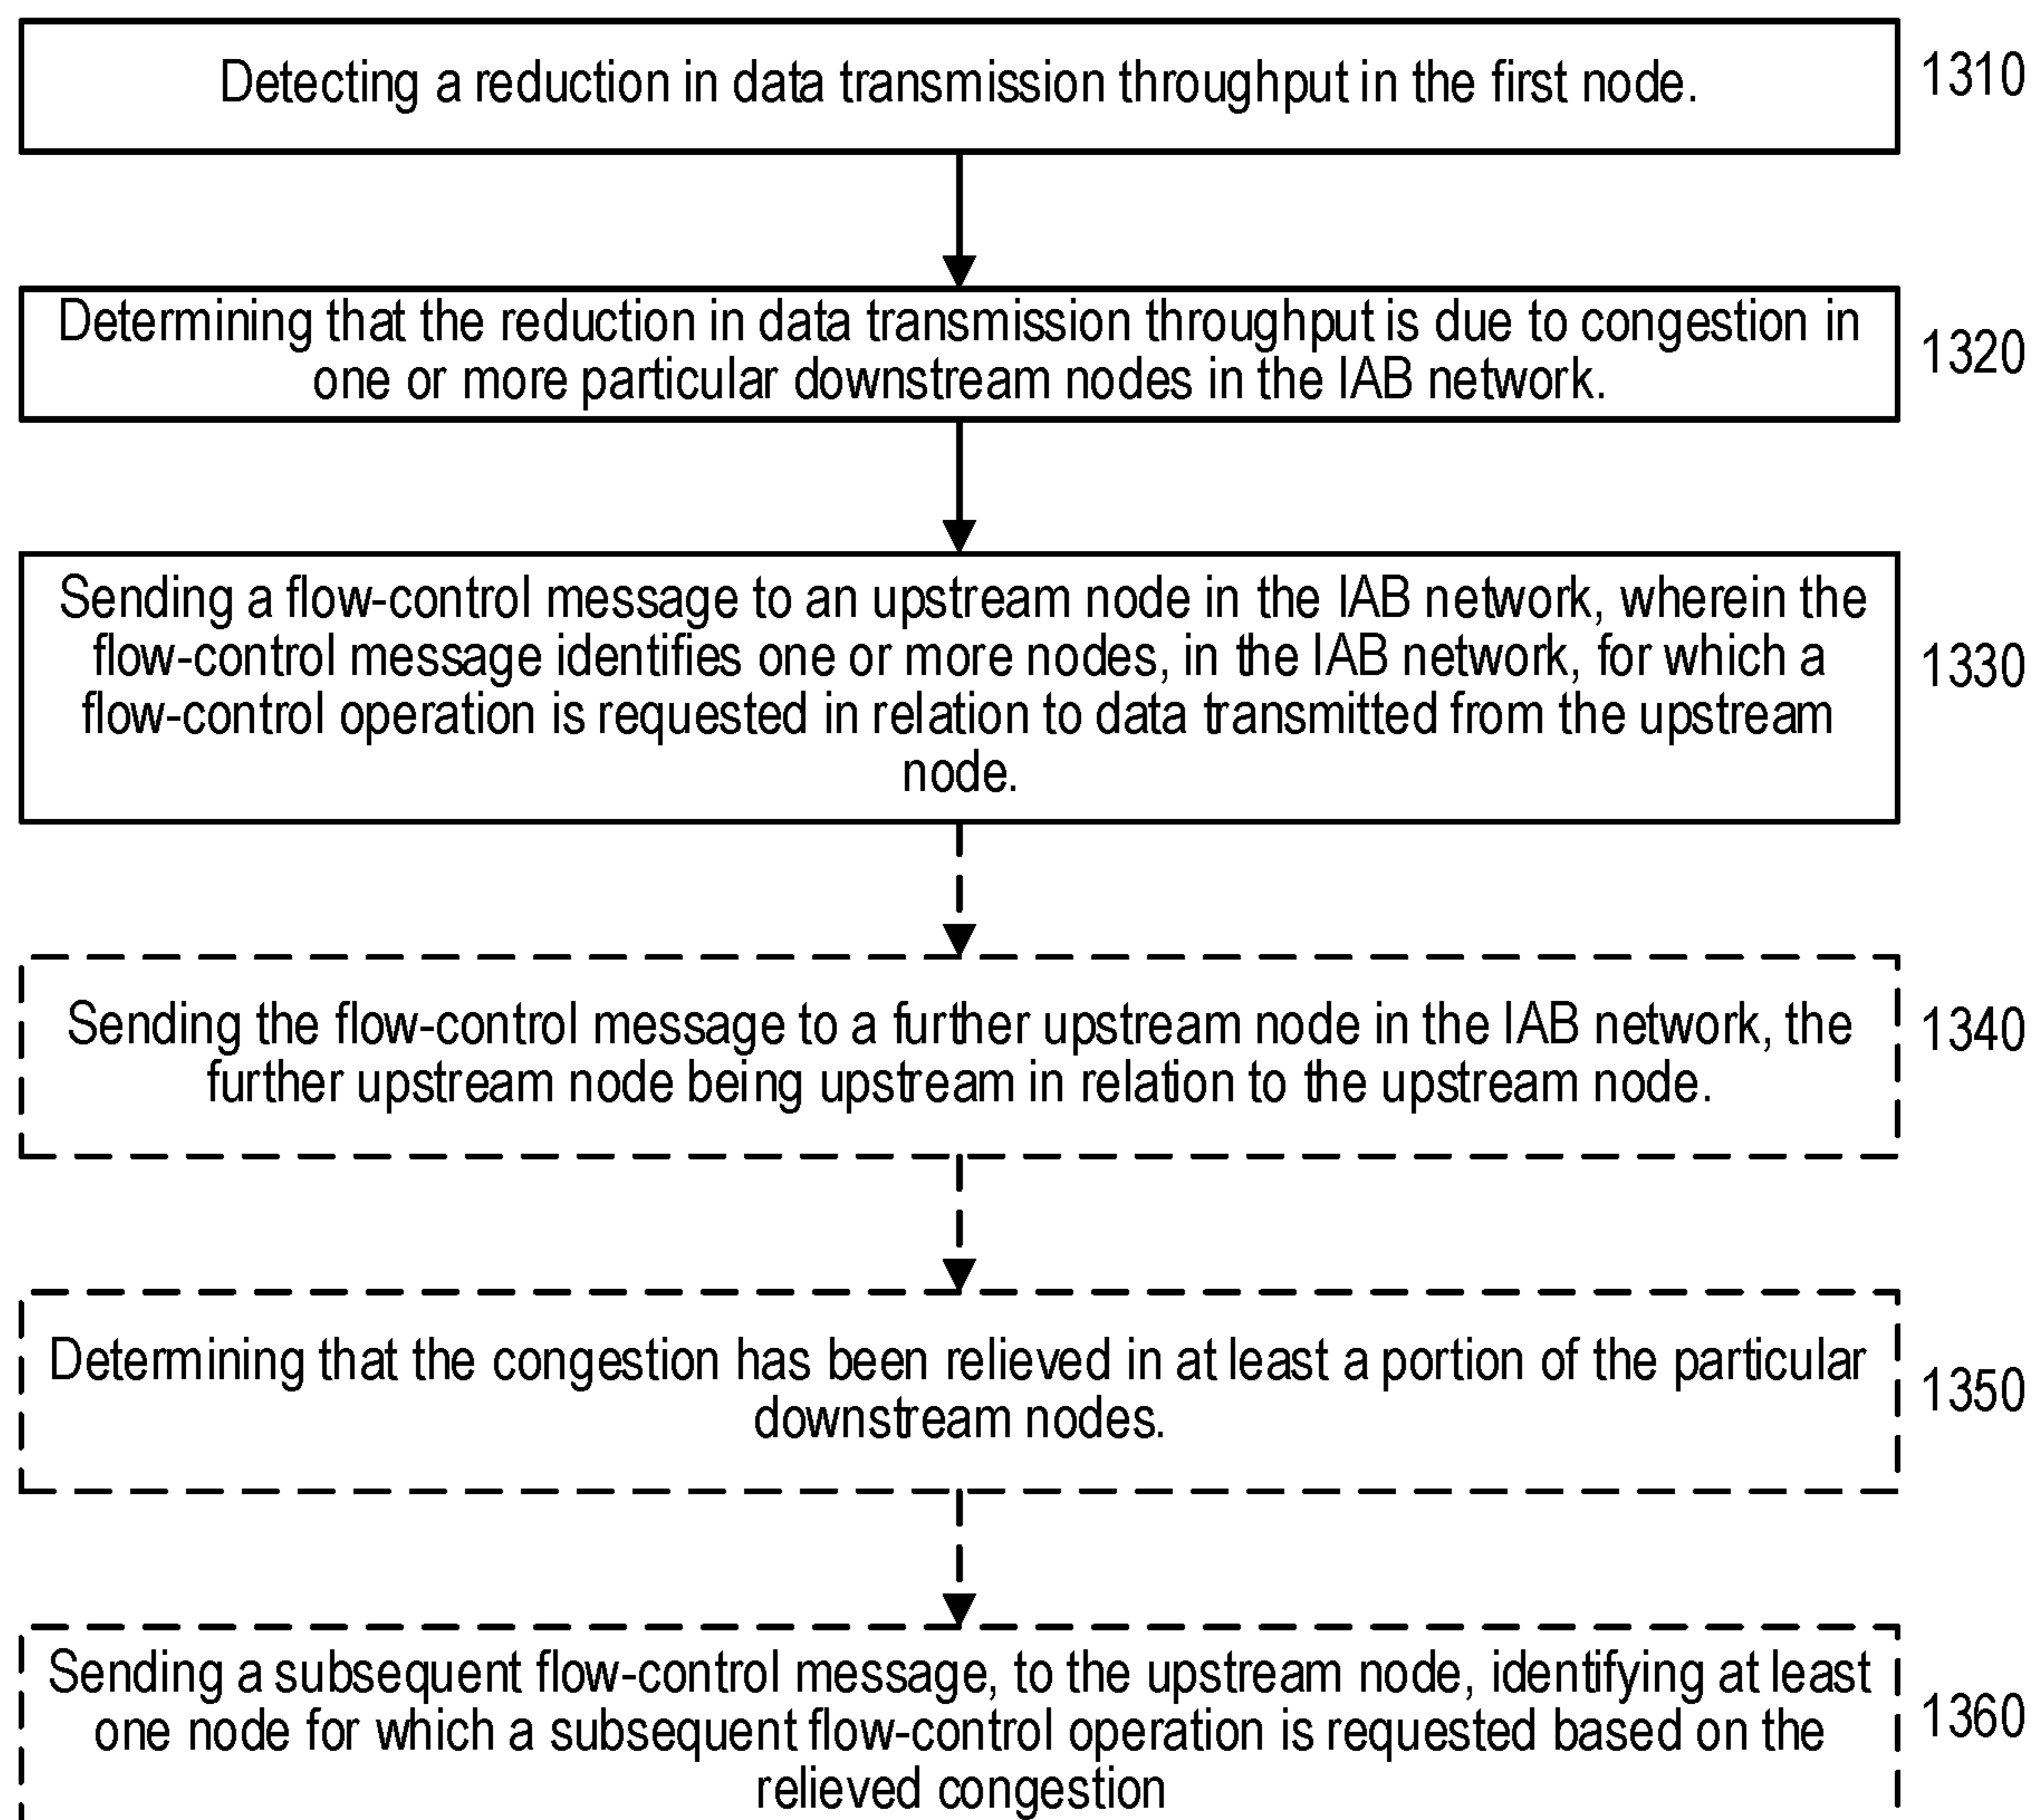 Detecting a reduction in data transmission throughput in the first node.
1310
Determining that the reduction in data transmission throughput is due to congestion in
one or more particular downstream nodes in the IAB network.
1320
Sending a flow-control message to an upstream node in the IAB network, wherein the
flow-control message identifies one or more nodes, in the IAB network, for which a
flow-control operation is requested in relation to data transmitted from the upstream
node.
1330
Sending the flow-control message to a further upstream node in the IAB network, the
further upstream node being upstream in relation to the upstream node.
1340
Determining that the congestion has been relieved in at least a portion of the particular
downstream nodes.
1350
Sending a subsequent flow-control message, to the upstream node, identifying at least
one node for which a subsequent flow-control operation is requested based on the
relieved congestion
1360